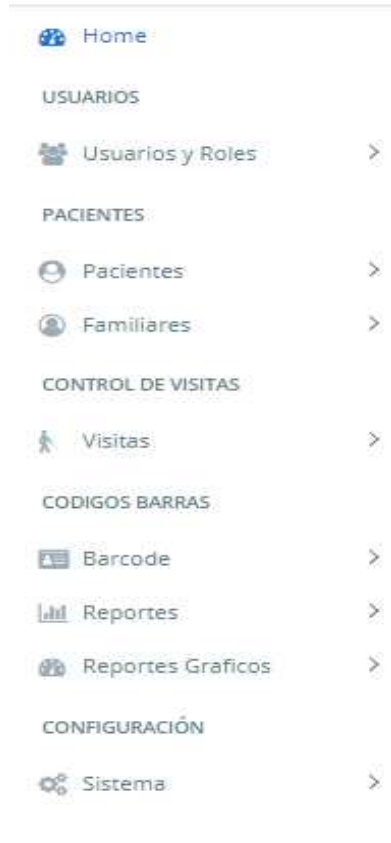 Home
USUARIOS
Usuarios y Roles
PACIENTES
Pacientes
Familiares
CONTROL DE VISITAS
Visitas
CODIGOS BARRAS
Barcode
Reportes
Reportes Graficos
CONFIGURACIÓN
Sistema